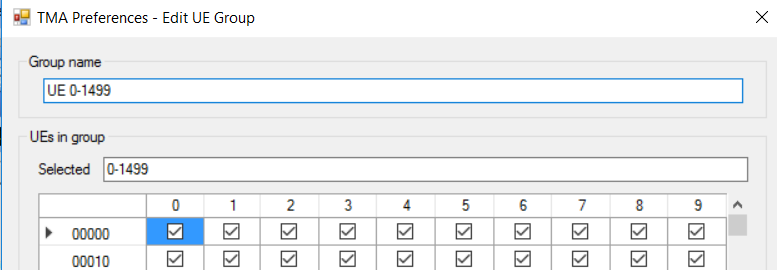 TMA Preferences - Edit UE Group
Group name
UE 0-1499
UEs in group
Selected 0-1499
0 1 2 3 4 5 6 7 8 9
00000
00010